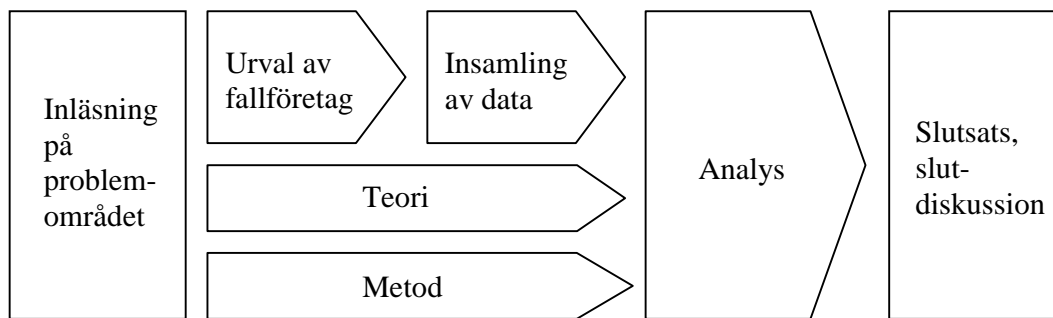 Inläsning
på
problem-
området
Urval av
fallföretag
Insamling
av data
Teori
Metod
Analys
Slutsats,
slut-
diskussion